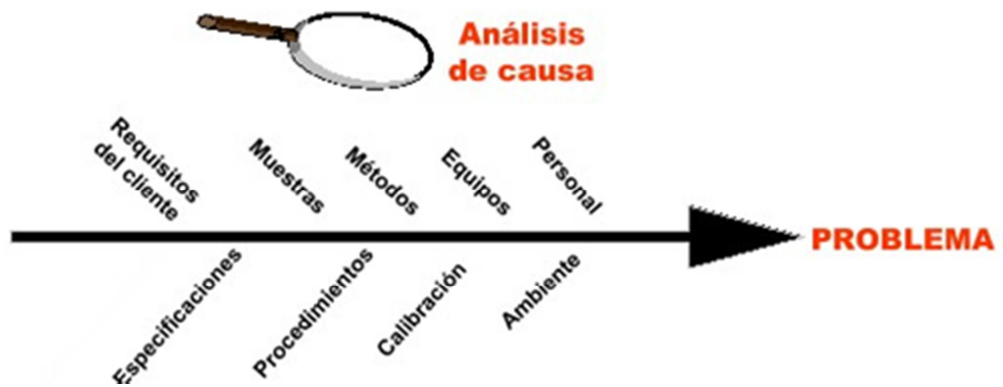 Análisis
de causa
Requisitos
del cliente
Muestras
Métodos
Equipos
Personal
PROBLEMA
Especificaciones
Procedimientos
Calibración
Ambiente